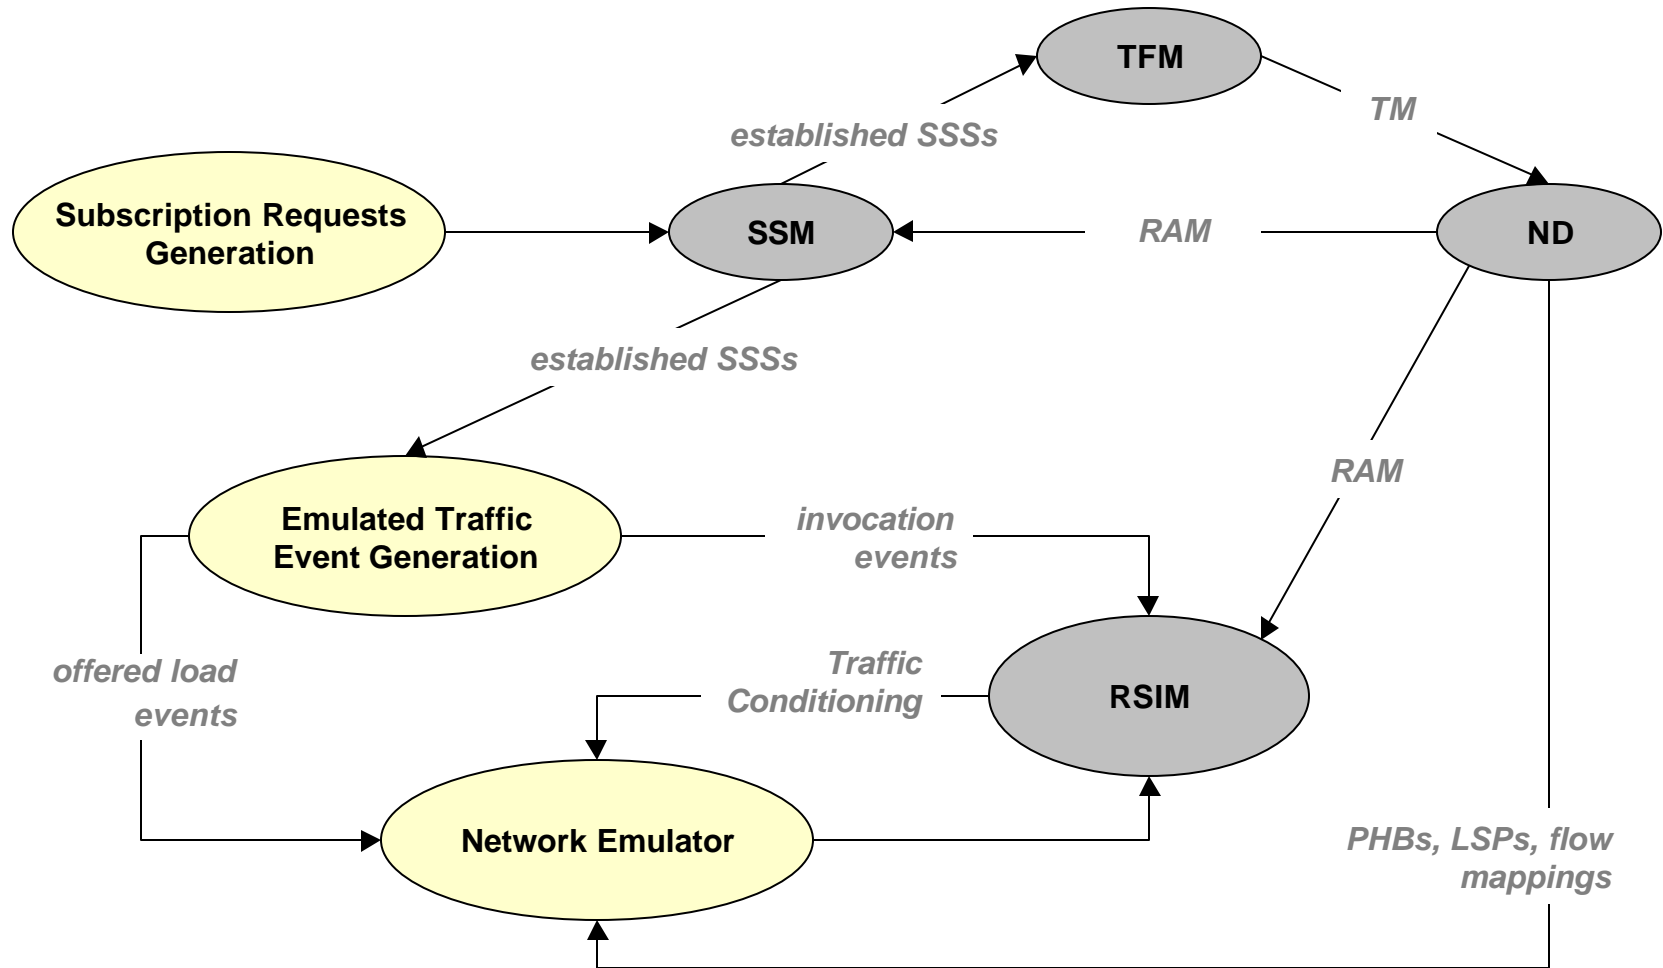 TFM
TM
established SSSs
Subscription Requests
Generation
SSM
RAM
ND
established SSSs
RAM
Emulated Traffic
Event Generation
invocation
events
offered load
events
Traffic
Conditioning
RSIM
Network Emulator
PHBs, LSPs, flow
mappings